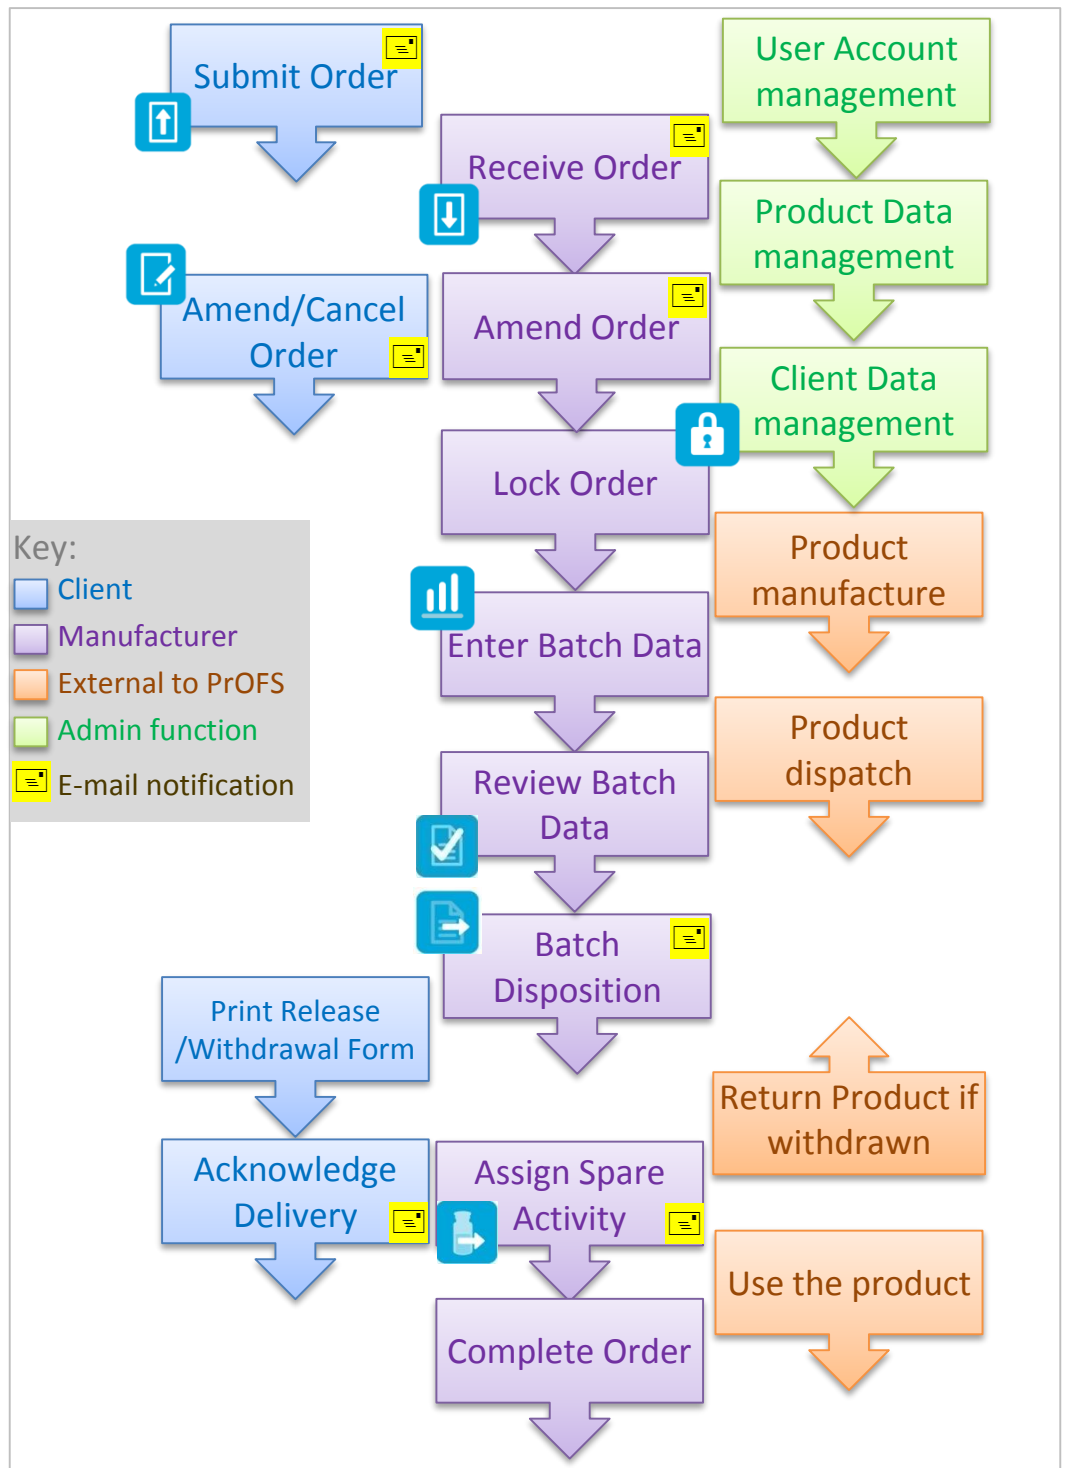 Submit Order
User Account
management
Receive Order
Product Data
management
Amend/Cancel
Order
Amend Order
Client Data
management
Lock Order
Product
manufacture
Key:
Client
Manufacturer
External to PrOFS
Admin function
E-mail notification
Enter Batch Data
Product
dispatch
Review Batch
Data
Batch
Disposition
Print Release
/Withdrawal Form
Return Product if
withdrawn
Acknowledge
Delivery
Assign Spare
Activity
Use the product
Complete Order